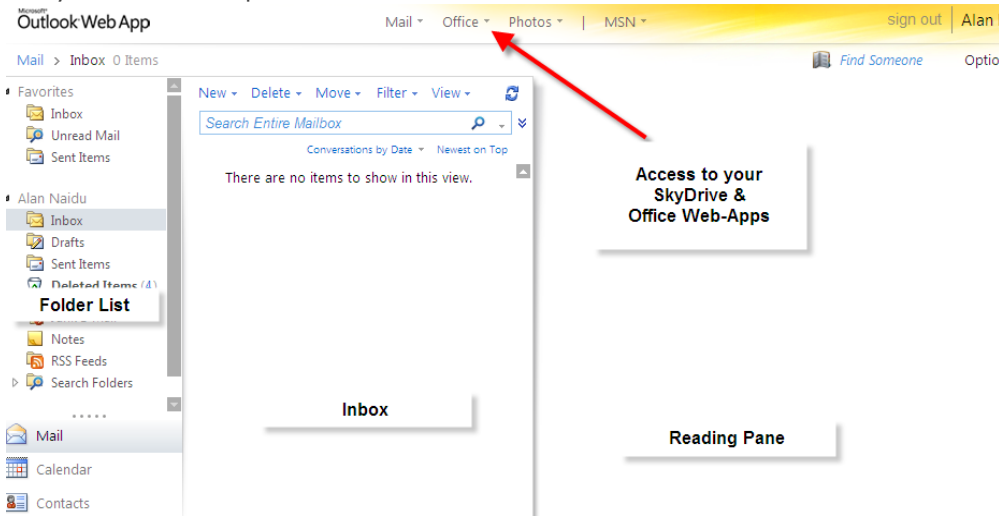 Microsoft
Outlook Web App
Mail Office Photos | MSN
sign out Alan
Mail > Inbox 0 Items
Find Someone
Favorites
Inbox
Unread Mail
Sent Items
Alan Naidu
Inbox
Drafts
Sent Items
Deleted Items (4)
Folder List
Notes
RSS Feeds
Search Folders
Mail
Calendar
Contacts
New Delete Move Filter View
Search Entire Mailbox
Conversations by Date Newest on Top
There are no items to show in this view.
Inbox
Access to your
SkyDrive &
Office Web-Apps
Reading Pane